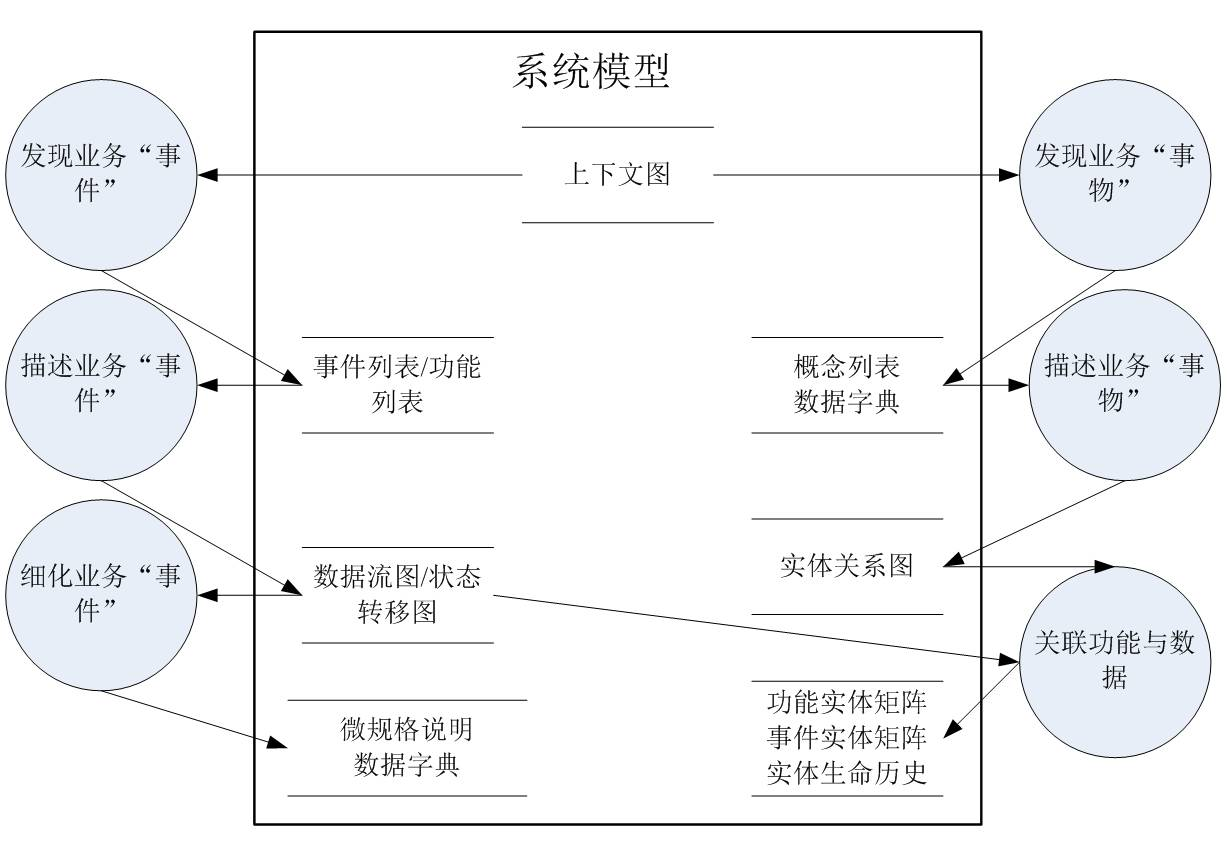 系统模型
发现业务“事
件”
上下文图
发现业务“事
物”
描述业务“事
件”
事件列表/功能
列表
概念列表
数据字典
描述业务“事
物”
细化业务“事
件”
数据流图/状态
转移图
实体关系图
关联功能与数
据
微规格说明
数据字典
功能实体矩阵
事件实体矩阵
实体生命历史